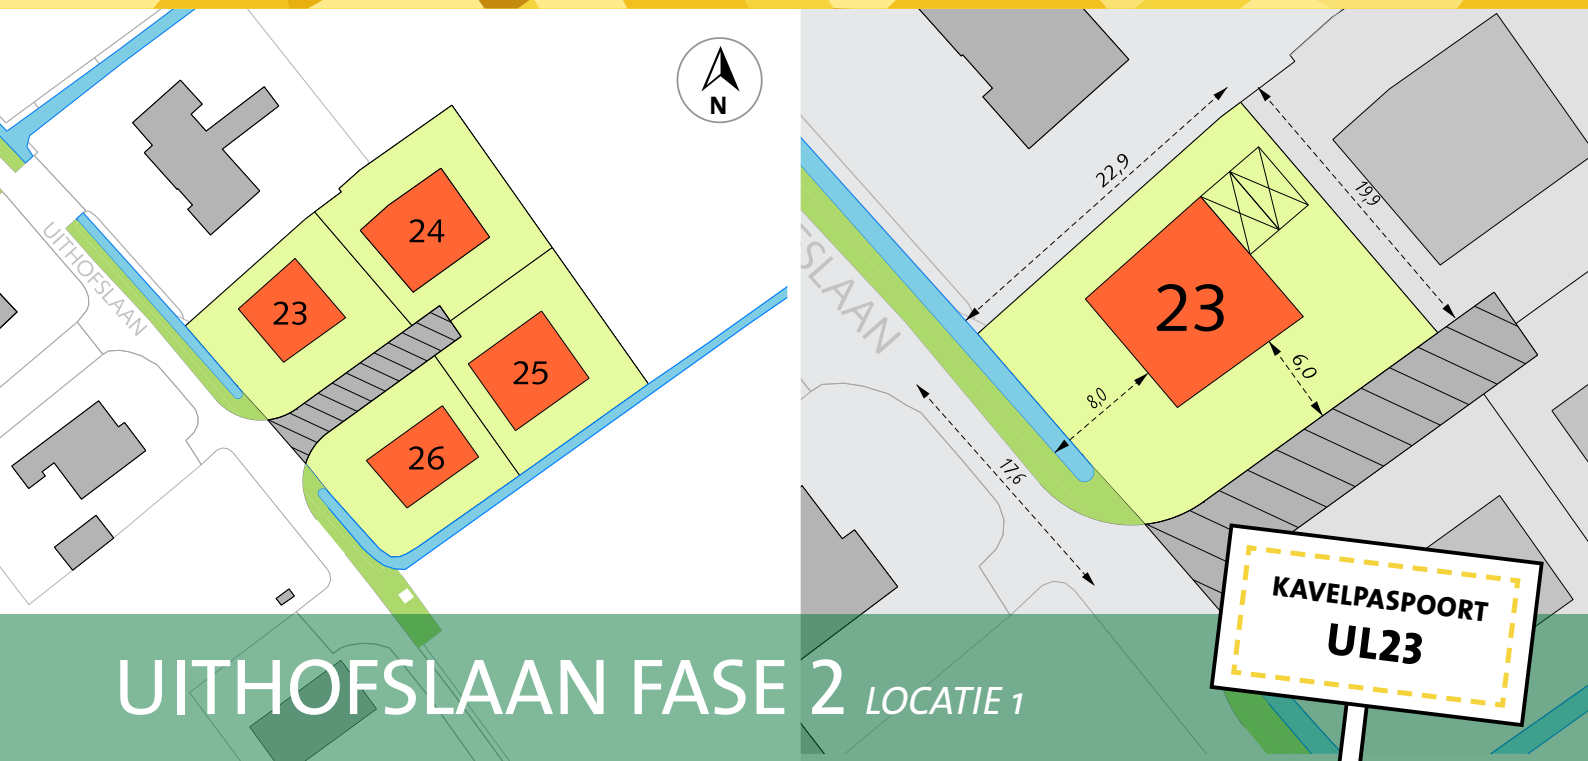 N
UITHOFSLAAN
24
23
25
26
22,9
19,9
FSLAAN
23
8,0
6,0
17,6
KAVELPASPOORT
UL23
UITHOFSLAAN FASE 2 LOCATIE 1